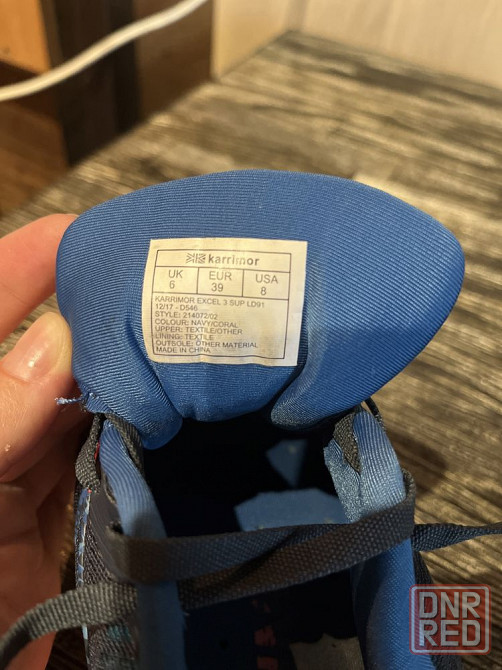 karrimor
UK EUR USA
6 39 8
KARRIMOR EXCEL 3 SUP LD91
12/17 - D546
STYLE: 214072/02
COLOUR: NAVY/CORAL
UPPER: TEXTILE/OTHER
LINING: TEXTILE
OUTSOLE: OTHER MATERIAL
MADE IN CHINA
DNR
RED